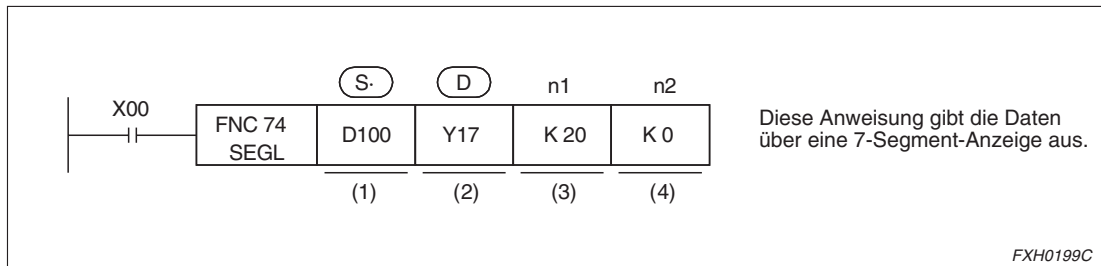 S· D n1 n2
X00
FNC 74 SEGL D100 Y17 K 20 K 0
(1) (2) (3) (4)
Diese Anweisung gibt die Daten
über eine 7-Segment-Anzeige aus.
FXH0199C